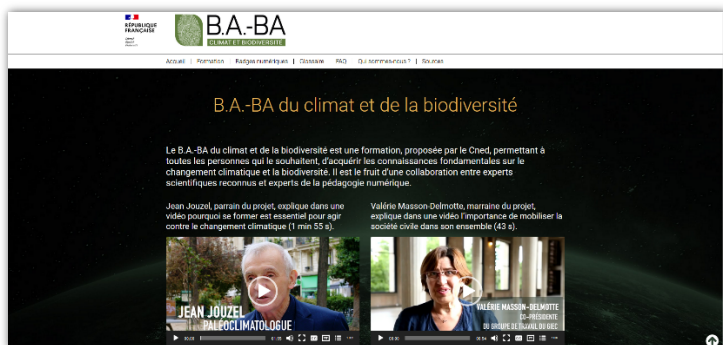 RÉPUBLIQUE
FRANÇAISE
B.A.-BA
CLIMAT ET BIODIVERSITÉ
Accueil | Formation | Badges numériques | Glossaire FAQ Qui sommes-nous ? | Sources
B.A.-BA du climat et de la biodiversité
Le B.A.-BA du climat et de la biodiversité est une formation, proposée par le Cned, permettant à
toutes les personnes qui le souhaitent, d'acquérir les connaissances fondamentales sur le
changement climatique et la biodiversité. Il est le fruit d'une collaboration entre experts
scientifiques reconnus et experts de la pédagogie numérique.
Jean Jouzel, parrain du projet, explique dans une
vidéo pourquoi se former est essentiel pour agir
contre le changement climatique (1 min 55 s).
Valérie Masson-Delmotte, marraine du projet,
explique dans une vidéo l'importance de mobiliser la
société civile dans son ensemble (43 s).
JEAN JOUZEL
PALÉOCLIMATOLOGUE
VALÉRIE MASSON-DELMOTTE
CO-PRÉSIDENTE
DU GROUPE DE TRAVAIL DU GIEC